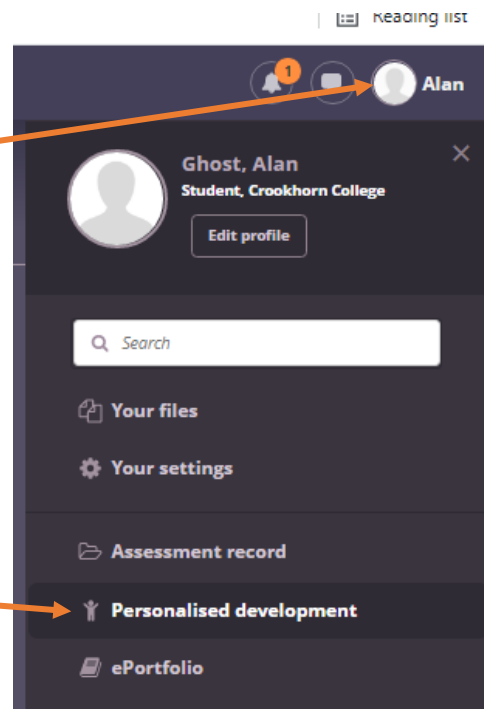 Reading list
1
Alan
Ghost, Alan
Student, Crookhorn College
Edit profile
Search
Your files
Your settings
Assessment record
Personalised development
ePortfolio